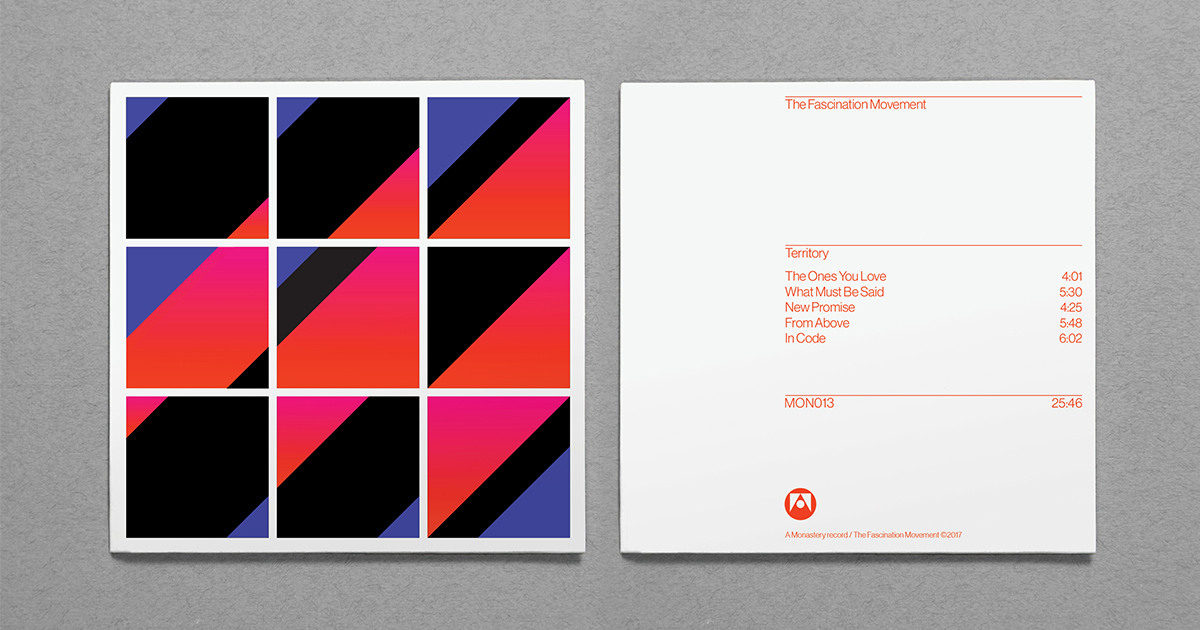 The Fascination Movement
Territory
The Ones You Love 4:01
What Must Be Said 5:30
New Promise 4:25
From Above 5:48
In Code 6:02
MON013 25:46
A Monastery record / The Fascination Movement ©2017